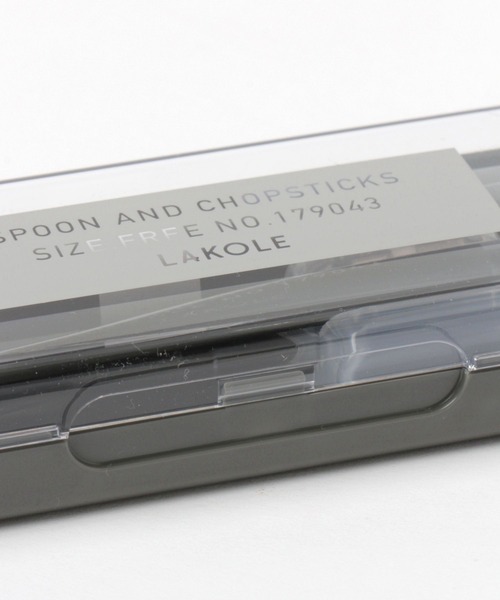 SPOON AND CHOPSTICKS
SIZE FREE NO.179043
LAKOLE